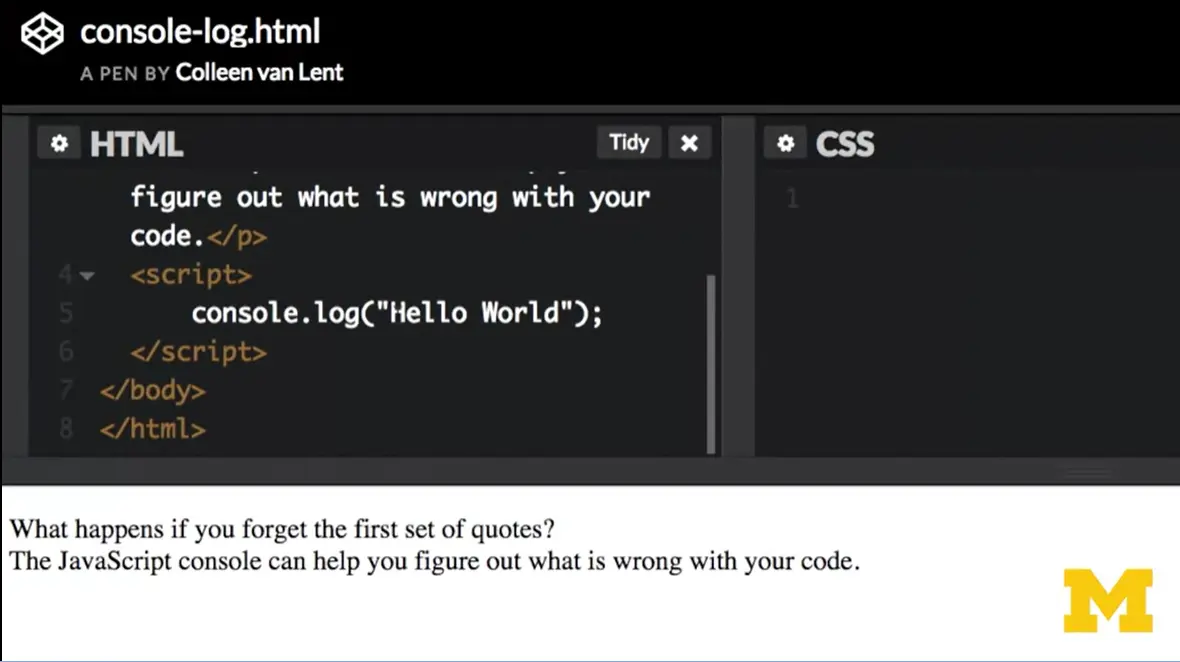 console-log.html
A PEN BY Colleen van Lent
HTML
Tidy
CSS
figure out what is wrong with your
code.</p>
4 <script>
5 console.log("Hello World");
6 </script>
7 </body>
8 </html>
1
What happens if you forget the first set of quotes?
The JavaScript console can help you figure out what is wrong with your code.
M